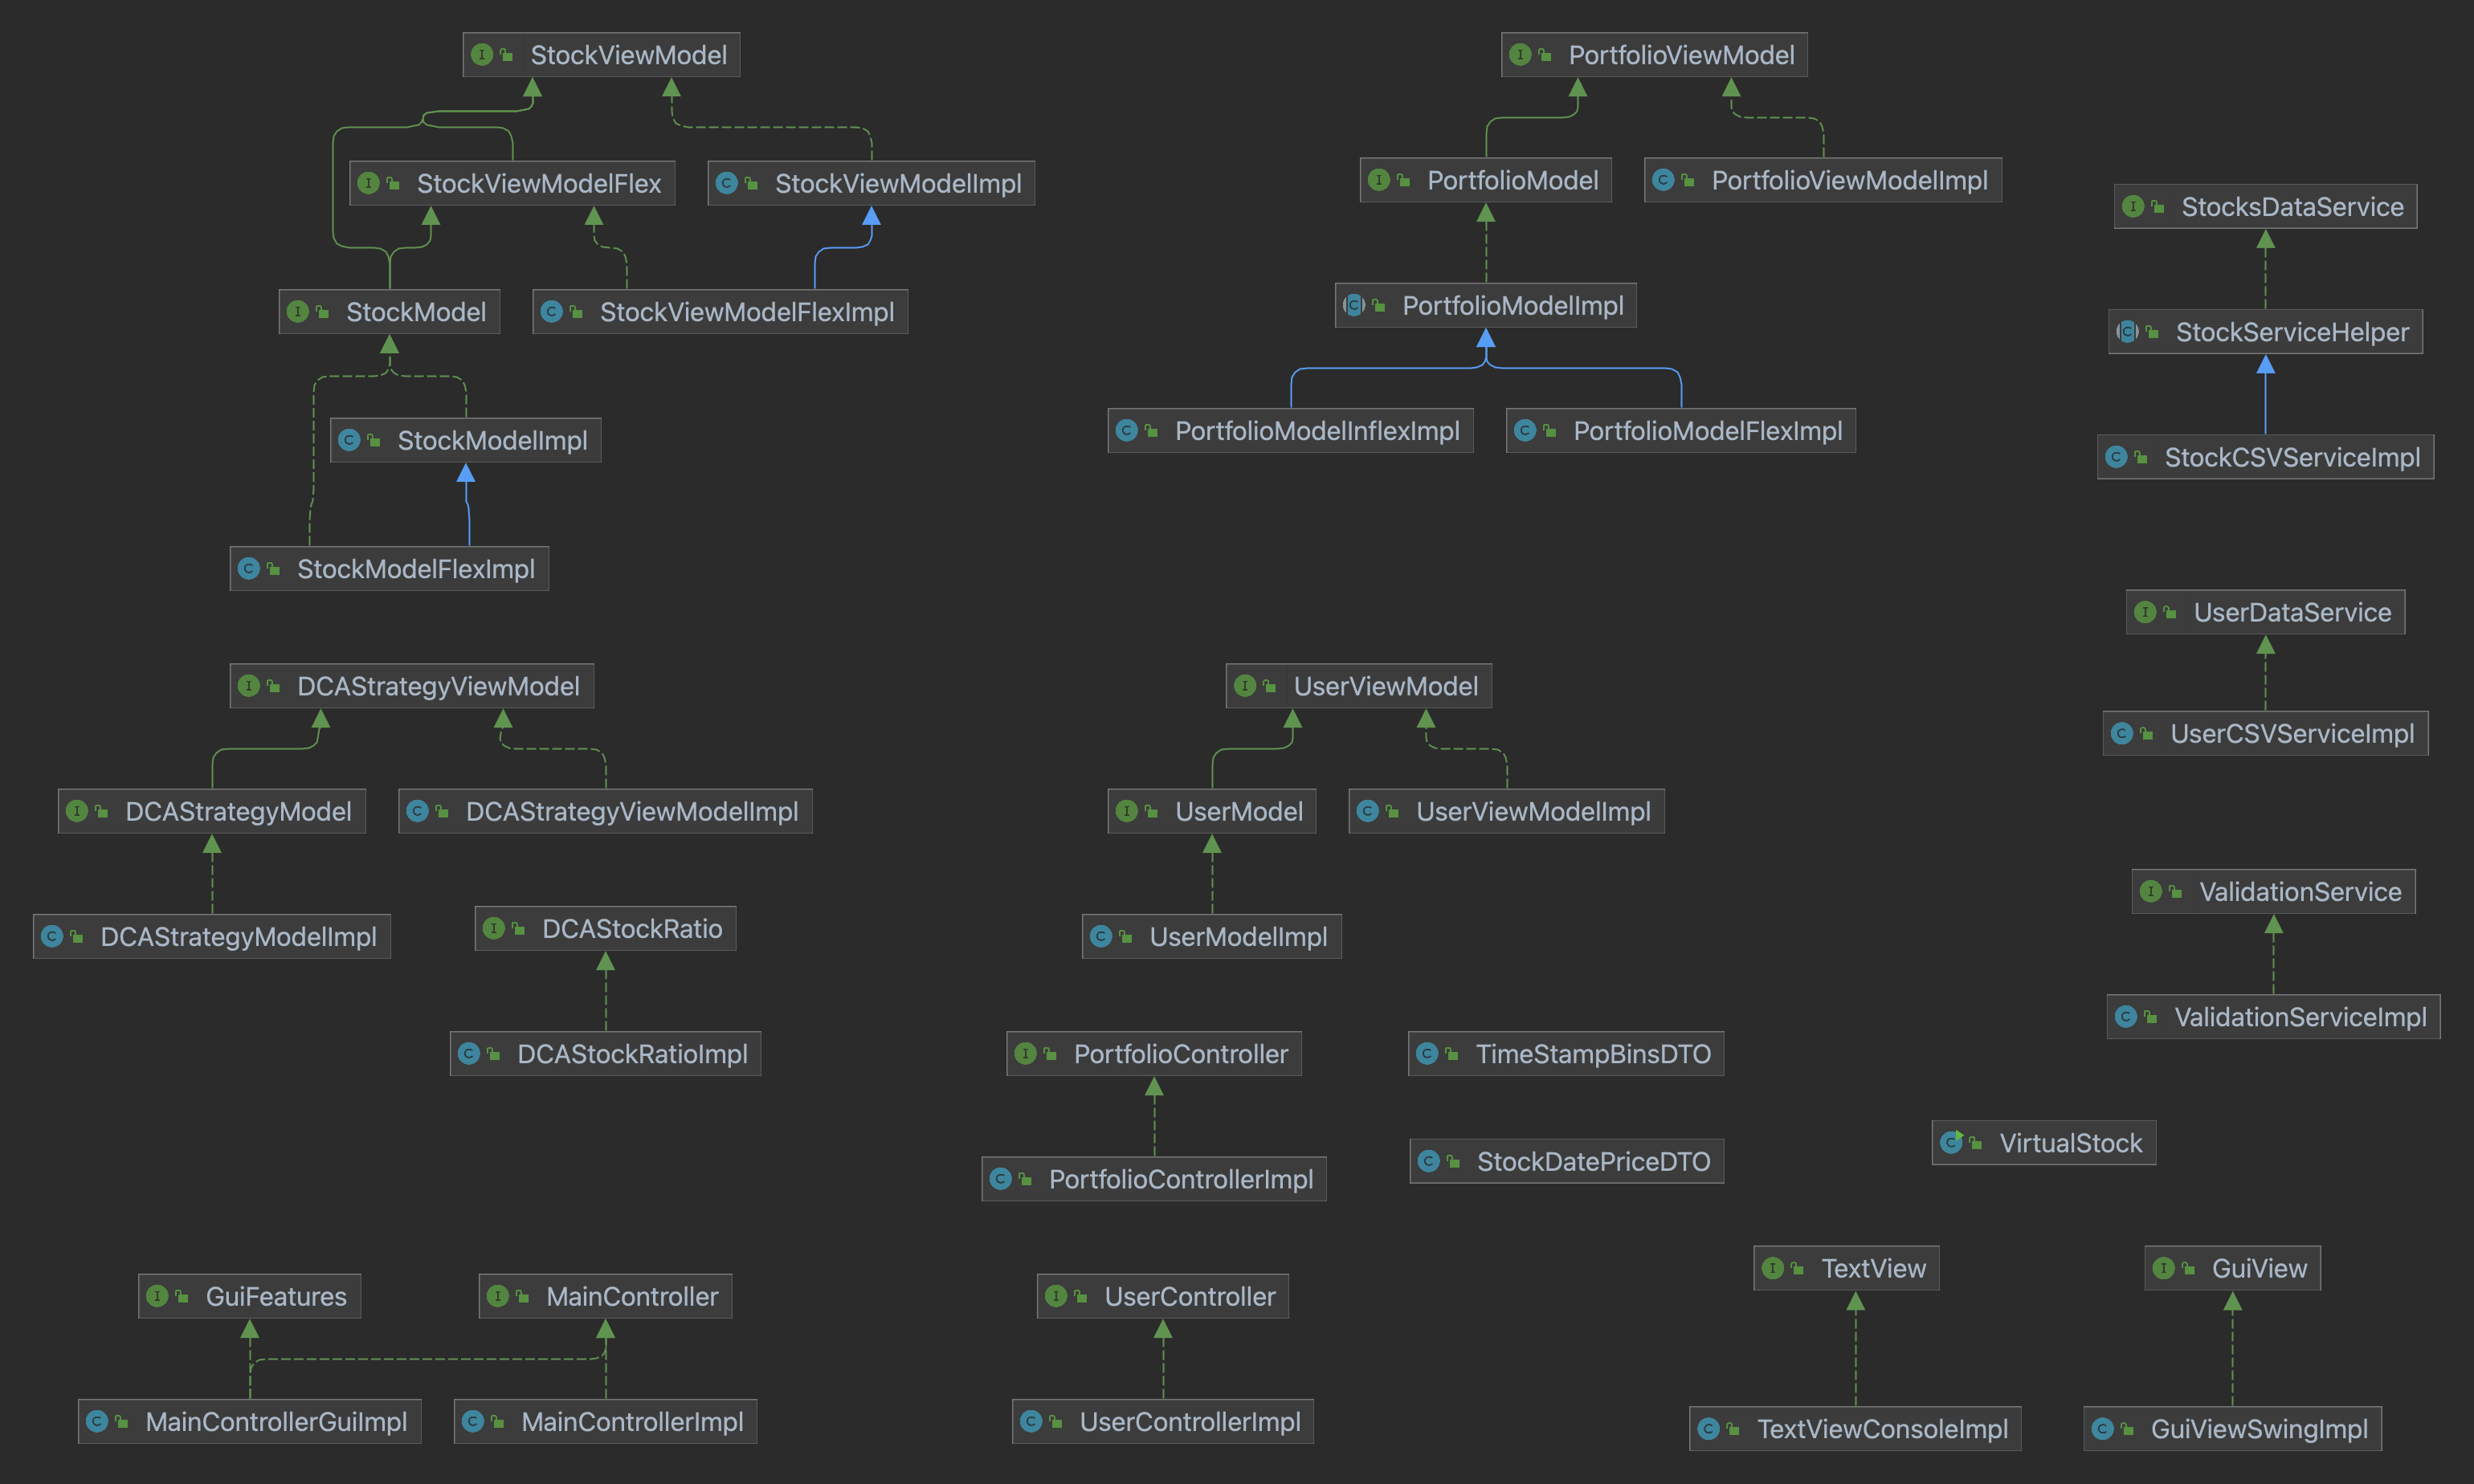 StockViewModel
PortfolioViewModel
StockViewModelFlex
StockViewModelImpl
PortfolioModel
PortfolioViewModelImpl
StocksDataService
StockModel
StockViewModelFlexImpl
PortfolioModelImpl
StockServiceHelper
StockModelImpl
PortfolioModelInflexImpl
PortfolioModelFlexImpl
StockCSVServiceImpl
StockModelFlexImpl
UserDataService
DCAStrategyViewModel
UserViewModel
UserCSVServiceImpl
DCAStrategyModel
DCAStrategyViewModelImpl
UserModel
UserViewModelImpl
ValidationService
DCAStrategyModelImpl
DCAStockRatio
UserModelImpl
ValidationServiceImpl
DCAStockRatioImpl
PortfolioController
TimeStampBinsDTO
VirtualStock
PortfolioControllerImpl
StockDatePriceDTO
TextView
GuiView
GuiFeatures
MainController
UserController
MainControllerGuiImpl
MainControllerImpl
UserControllerImpl
TextViewConsoleImpl
GuiViewSwingImpl